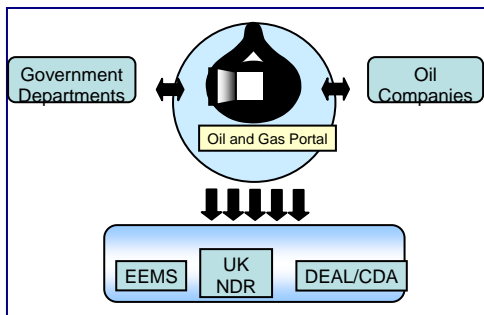 Government
Departments
Oil
Companies
Oil and Gas Portal
EEMS
UK
NDR
DEAL/CDA